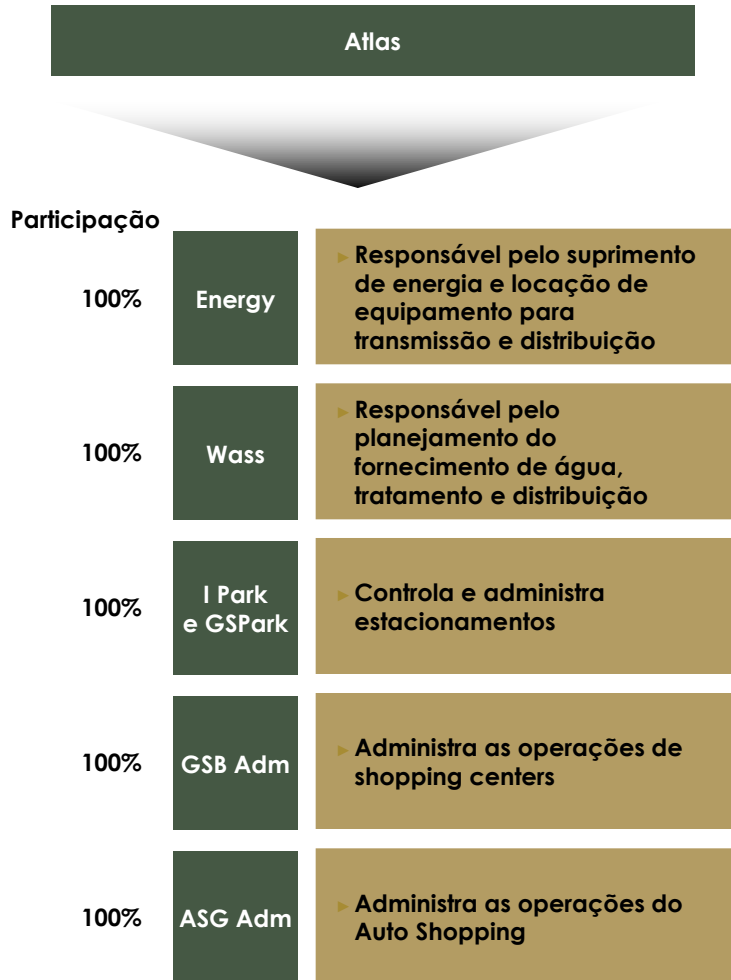 Atlas
Participação
100%
Energy
► Responsável pelo suprimento
de energia e locação de
equipamento para
transmissão e distribuição
100%
Wass
► Responsável pelo
planejamento do
fornecimento de água,
tratamento e distribuição
100%
I Park
e GSPark
► Controla e administra
estacionamentos
100%
GSB Adm
► Administra as operações de
shopping centers
100%
ASG Adm
► Administra as operações do
Auto Shopping